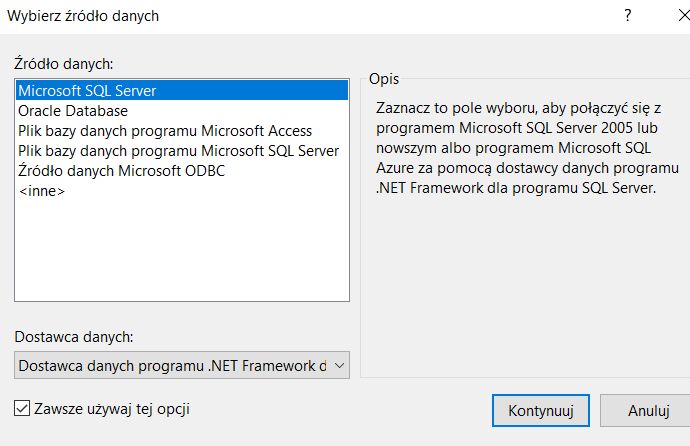 Wybierz źródło danych
?
Źródło danych:
Microsoft SQL Server
Oracle Database
Plik bazy danych programu Microsoft Access
Plik bazy danych programu Microsoft SQL Server
Źródło danych Microsoft ODBC
<inne>
Opis
Zaznacz to pole wyboru, aby połączyć się z
programem Microsoft SQL Server 2005 lub
nowszym albo programem Microsoft SQL
Azure za pomocą dostawcy danych programu
.NET Framework dla programu SQL Server.
Dostawca danych:
Dostawca danych programu .NET Framework d
Zawsze używaj tej opcji
Kontynuuj
Anuluj